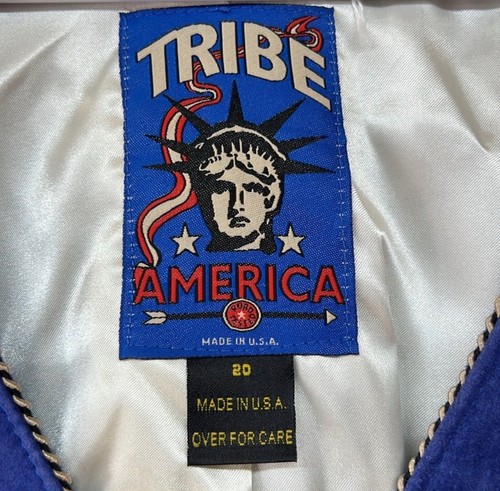 TRIBE
AMERICA
MADE IN U.S.A.
20
MADE IN U.S.A.
OVER FOR CARE